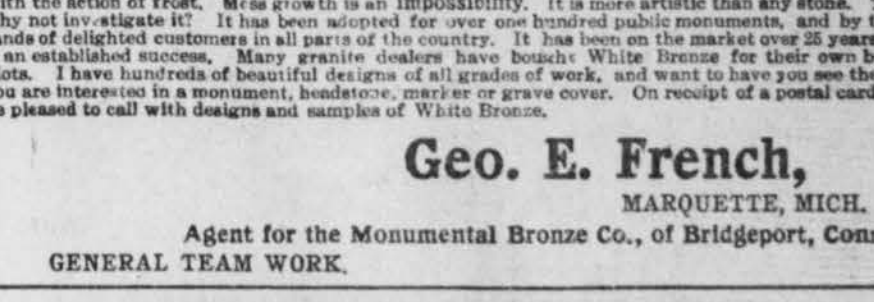 with the action of frost. Moss growth is an impossibility. It is more artistic than any stone.
hy not investigate it? It has been adopted for over one hundred public monuments, and by t
nds of delighted customers in all parts of the country. It has been on the market over 25 years
an established success. Many granite dealers have bought White Bronze for their own b
lots. I have hundreds of beautiful designs of all grades of work, and want to have you see the
ou are interested in a monument, headstone, marker or grave cover. On receipt of a postal card
e pleased to call with designs and samples of White Bronze.
Geo. E. French,
MARQUETTE, MICH.
Agent for the Monumental Bronze Co., of Bridgeport, Conn
GENERAL TEAM WORK.